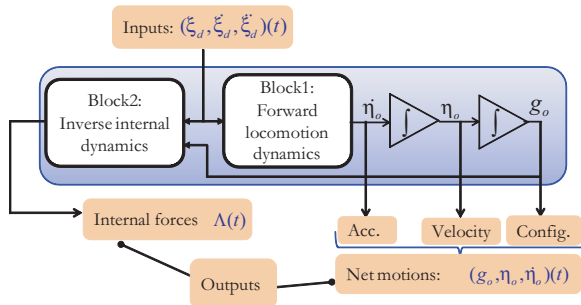 Inputs: (ξ_d, ξ̇_d, ξ̈_d)(t)
Block2:
Inverse internal
dynamics
Block1:
Forward
locomotion
dynamics
η̇_o
∫
η_o
∫
g_o
Internal forces Λ(t)
Acc.
Velocity
Config.
Outputs
Net motions: (g_o, η_o, η̇_o)(t)